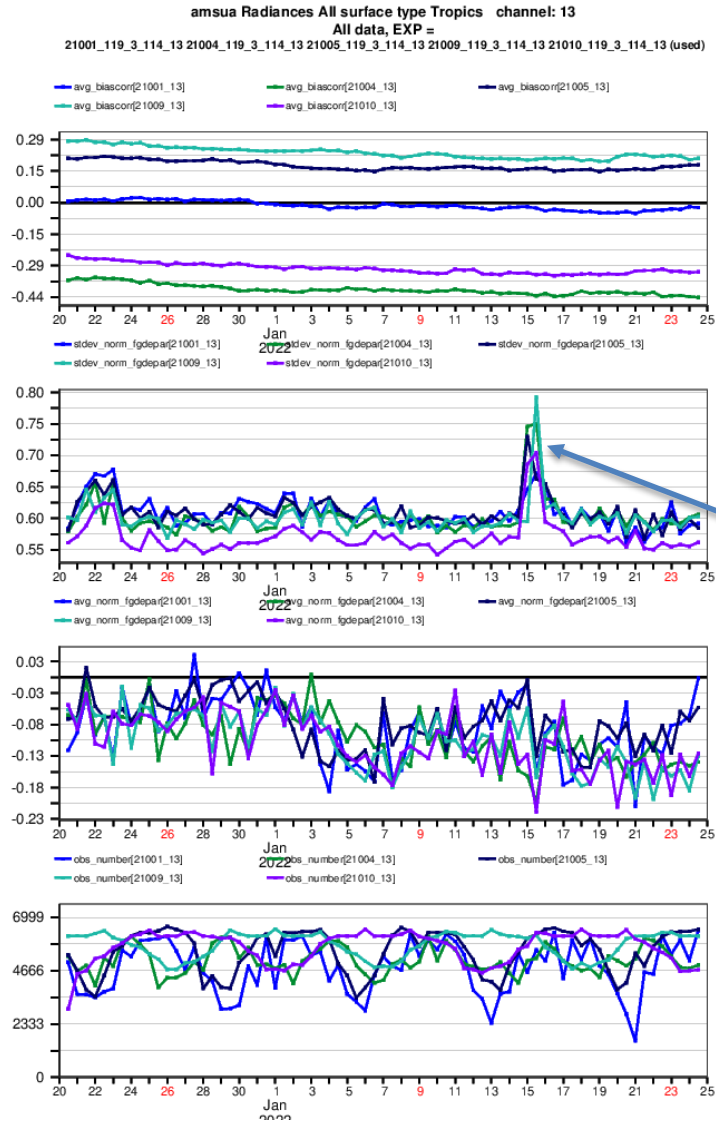 amsua Radiances All surface type Tropics channel: 13
All data, EXP =
21001_119_3_114_13 21004_119_3_114_13 21005_119_3_114_13 21009_119_3_114_13 21010_119_3_114_13 (used)
avg_biascorr[21001_13] avg_biascorr[21004_13] avg_biascorr[21005_13]
avg_biascorr[21009_13] avg_biascorr[21010_13]
0.29
0.15
0.00
-0.15
-0.29
-0.44
20 22 24 26 28 30 1 3 5 7 9 11 13 15 17 19 21 23 25
Jan
2022
stdev_norm_fgdepar[21001_13] stdev_norm_fgdepar[21004_13] stdev_norm_fgdepar[21005_13]
stdev_norm_fgdepar[21009_13] stdev_norm_fgdepar[21010_13]
0.80
0.75
0.70
0.65
0.60
0.55
20 22 24 26 28 30 1 3 5 7 9 11 13 15 17 19 21 23 25
Jan
2022
avg_norm_fgdepar[21001_13] avg_norm_fgdepar[21004_13] avg_norm_fgdepar[21005_13]
avg_norm_fgdepar[21009_13] avg_norm_fgdepar[21010_13]
0.03
-0.03
-0.08
-0.13
-0.18
-0.23
20 22 24 26 28 30 1 3 5 7 9 11 13 15 17 19 21 23 25
Jan
2022
obs_number[21001_13] obs_number[21004_13] obs_number[21005_13]
obs_number[21009_13] obs_number[21010_13]
6999
4666
2333
0
20 22 24 26 28 30 1 3 5 7 9 11 13 15 17 19 21 23 25
Jan
2022